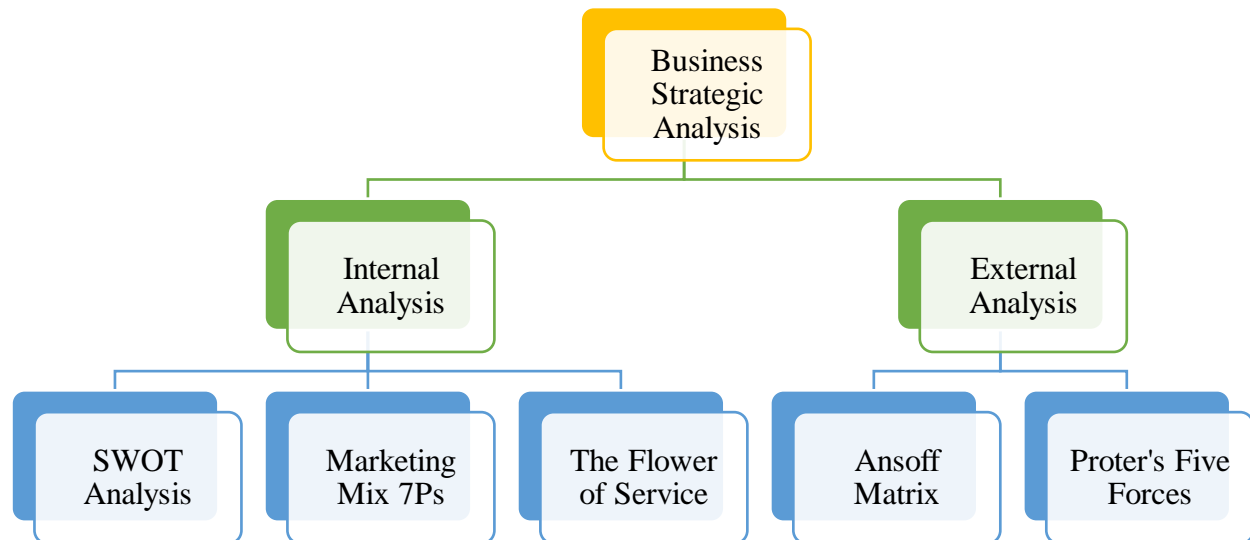 Business
Strategic
Analysis
Internal
Analysis
External
Analysis
SWOT
Analysis
Marketing
Mix 7Ps
The Flower
of Service
Ansoff
Matrix
Proter's Five
Forces